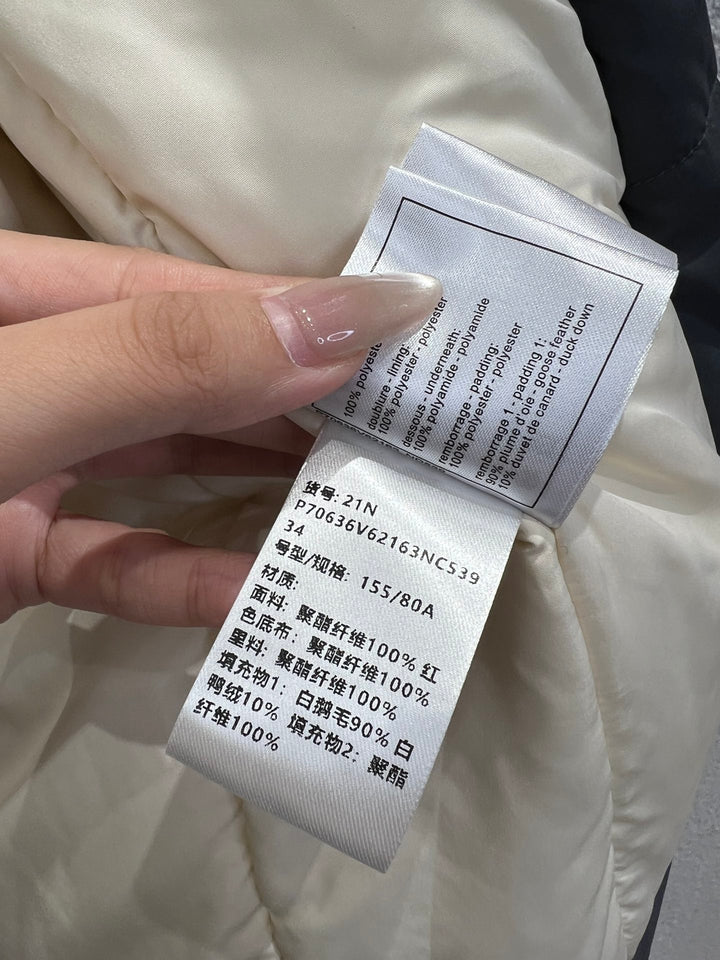 100% polyeste
doublure - lining:
100% polyester - polyester
dessous - underneath:
100% polyamide - polyamide
remborrage - padding:
100% polyester - polyester
remborrage 1 - padding 1:
90% plume d'oie - goose feather
10% duvet de canard - duck down
货号: 21N
P70636V62163NC539
34
号型/规格: 155/80A
材质:
面料: 聚酯纤维100% 红
色底布: 聚酯纤维100%
里料: 聚酯纤维100%
填充物1: 白鹅毛90% 白
鸭绒10% 填充物2: 聚酯
纤维100%